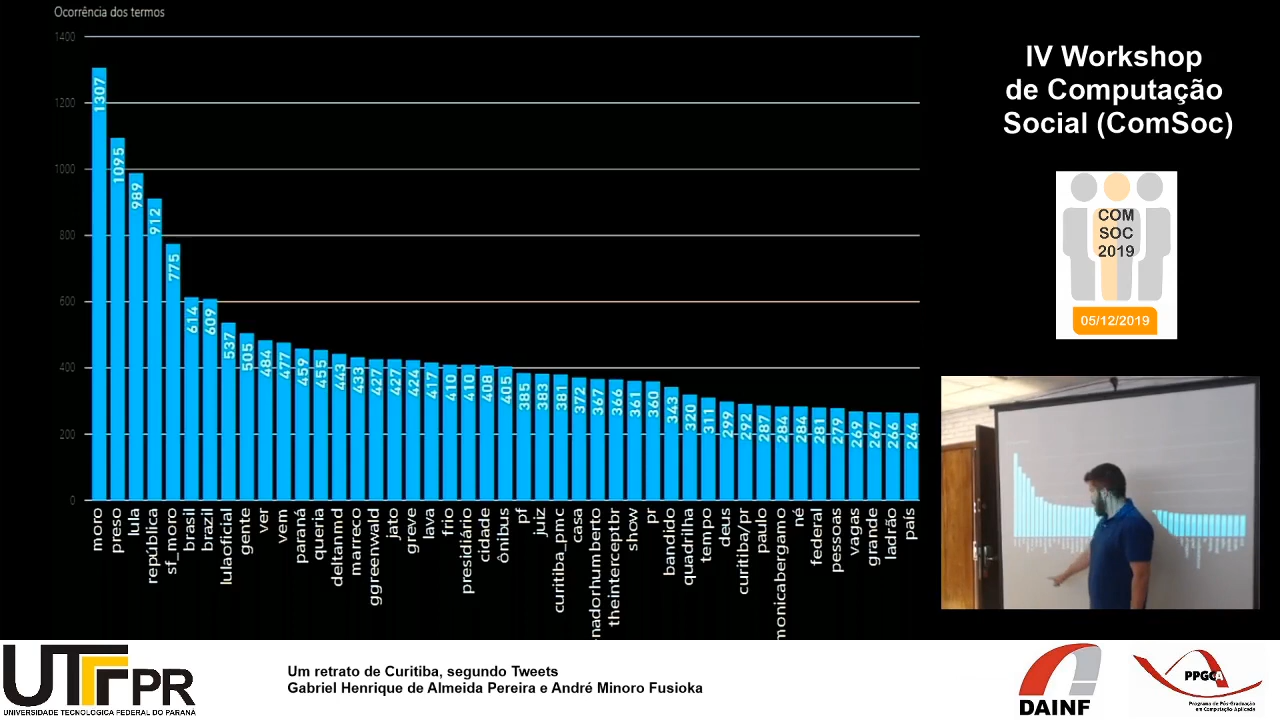 Ocorrência dos termos
1400
1200
1000
800
600
400
200
0
1307
1095
989
912
775
614
609
537
505
484
477
459
455
443
433
427
427
424
417
410
410
408
405
385
383
381
372
367
366
361
360
343
320
311
299
292
287
284
284
281
279
269
267
266
264
moro
preso
lula
república
sf_moro
brasil
brazil
lulaoficial
gente
ver
vem
paraná
queria
deltanmd
marreco
ggreenwald
jato
greve
lava
frio
presidiário
cidade
ônibus
pf
juiz
curitiba_pmc
casa
nadorhumberto
theinterceptbr
show
pr
bandido
quadrilha
tempo
deus
curitiba/pr
paulo
monicabergamo
né
federal
pessoas
vagas
grande
ladrão
país
IV Workshop
de Computação
Social (ComSoc)
COM
SOC
2019
05/12/2019
UTFPR
UNIVERSIDADE TECNOLÓGICA FEDERAL DO PARANÁ
Um retrato de Curitiba, segundo Tweets
Gabriel Henrique de Almeida Pereira e André Minoro Fusioka
DAINF
PPGCA
Programa de Pós-Graduação
em Computação Aplicada